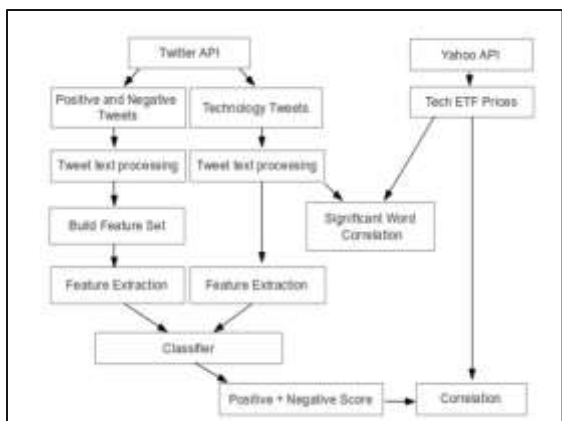 Twitter API
Yahoo API
Positive and Negative
Tweets
Technology Tweets
Tech ETF Prices
Tweet text processing
Tweet text processing
Significant Word
Correlation
Build Feature Set
Feature Extraction
Feature Extraction
Classifier
Positive + Negative Score
Correlation